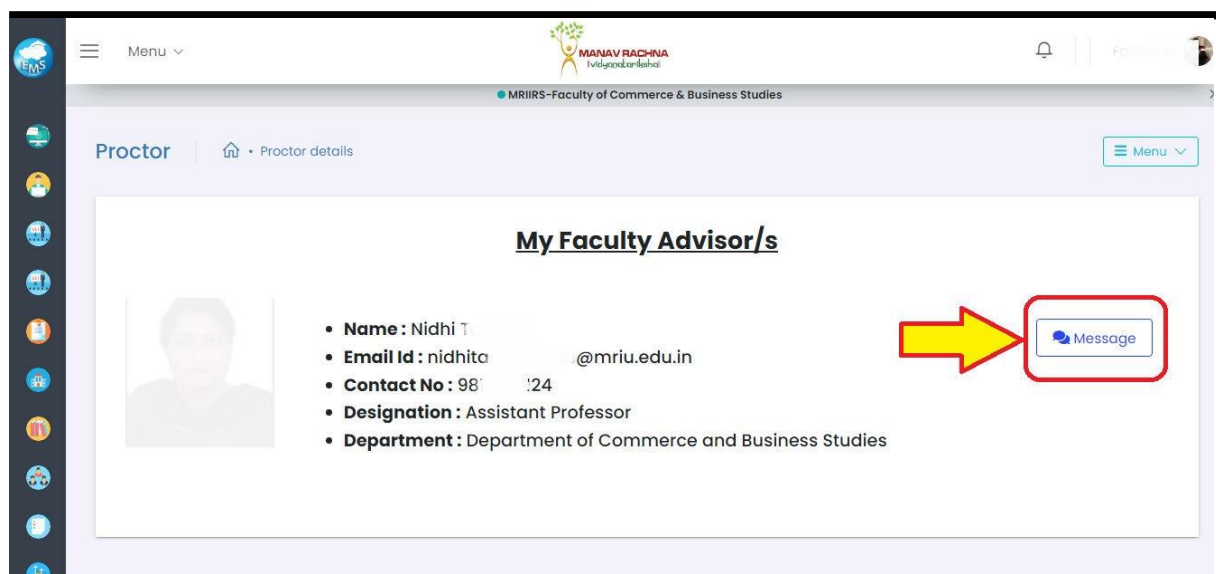 EMS
Menu
MANAV RACHNA
MRIIRS-Faculty of Commerce & Business Studies
Proctor
• Proctor details
Menu
My Faculty Advisor/s
• Name : Nidhi
• Email Id : nidhita @mriu.edu.in
• Contact No : 98 24
• Designation : Assistant Professor
• Department : Department of Commerce and Business Studies
Message